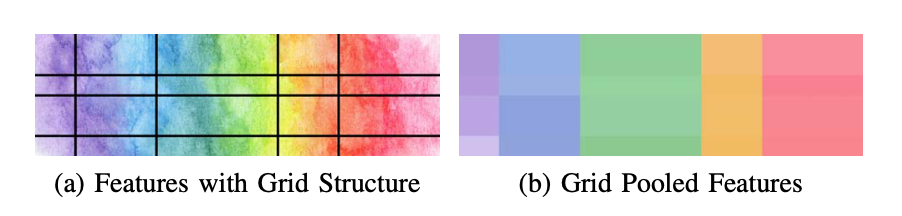 (a) Features with Grid Structure
(b) Grid Pooled Features